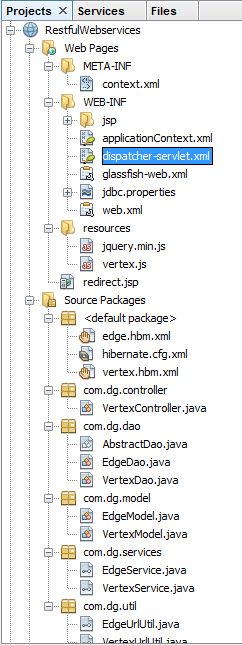 Projects × Services Files
RestfulWebservices
Web Pages
META-INF
context.xml
WEB-INF
jsp
applicationContext.xml
dispatcher-servlet.xml
glassfish-web.xml
jdbc.properties
web.xml
resources
jquery.min.js
vertex.js
redirect.jsp
Source Packages
<default package>
edge.hbm.xml
hibernate.cfg.xml
vertex.hbm.xml
com.dg.controller
VertexController.java
com.dg.dao
AbstractDao.java
EdgeDao.java
VertexDao.java
com.dg.model
EdgeModel.java
VertexModel.java
com.dg.services
EdgeService.java
VertexService.java
com.dg.util
EdgeUrlUtil.java
VertexUrlUtil.java